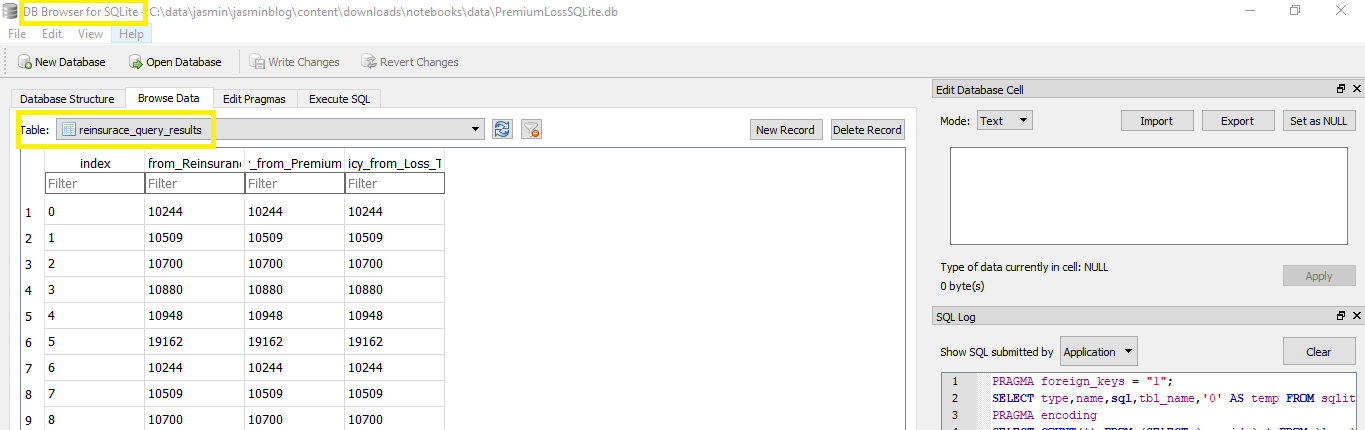 DB Browser for SQLite - C:\data\jasmin\jasminblog\content\downloads\notebooks\data\PremiumLossSQLite.db
File Edit View Help
New Database Open Database Write Changes Revert Changes
Database Structure Browse Data Edit Pragmas Execute SQL
Table: reinsurace_query_results New Record Delete Record
index from_Reinsuranc y_from_Premium icy_from_Loss_T
Filter Filter Filter Filter
1 0 10244 10244 10244
2 1 10509 10509 10509
3 2 10700 10700 10700
4 3 10880 10880 10880
5 4 10948 10948 10948
6 5 19162 19162 19162
7 6 10244 10244 10244
8 7 10509 10509 10509
9 8 10700 10700 10700
Edit Database Cell
Mode: Text Import Export Set as NULL
Type of data currently in cell: NULL
0 byte(s)
Apply
SQL Log
Show SQL submitted by Application Clear
1 PRAGMA foreign_keys = "1";
2 SELECT type,name,sql,tbl_name,'0' AS temp FROM sqlit
3 PRAGMA encoding